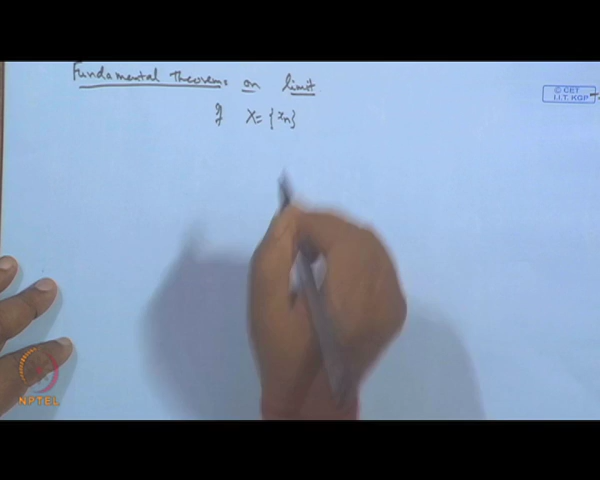 Fundamental Theorems on limit
© CET
I.I.T. KGP
If X = {xn}
NPTEL